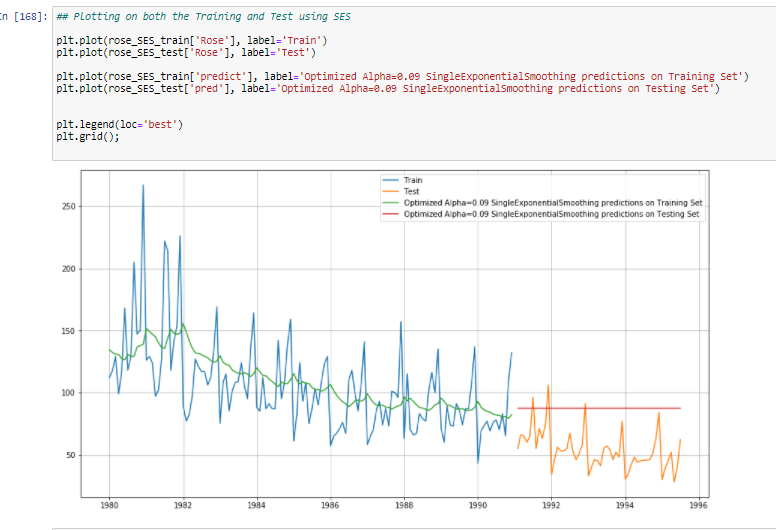 In [168]: ## Plotting on both the Training and Test using SES
plt.plot(rose_SES_train['Rose'], label='Train')
plt.plot(rose_SES_test['Rose'], label='Test')
plt.plot(rose_SES_train['predict'], label='Optimized Alpha=0.09 SingleExponentialSmoothing predictions on Training Set')
plt.plot(rose_SES_test['pred'], label='Optimized Alpha=0.09 SingleExponentialSmoothing predictions on Testing Set')
plt.legend(loc='best')
plt.grid();
Train
Test
Optimized Alpha=0.09 SingleExponentialSmoothing predictions on Training Set
Optimized Alpha=0.09 SingleExponentialSmoothing predictions on Testing Set
250
200
150
100
50
1980 1982 1984 1986 1988 1990 1992 1994 1996